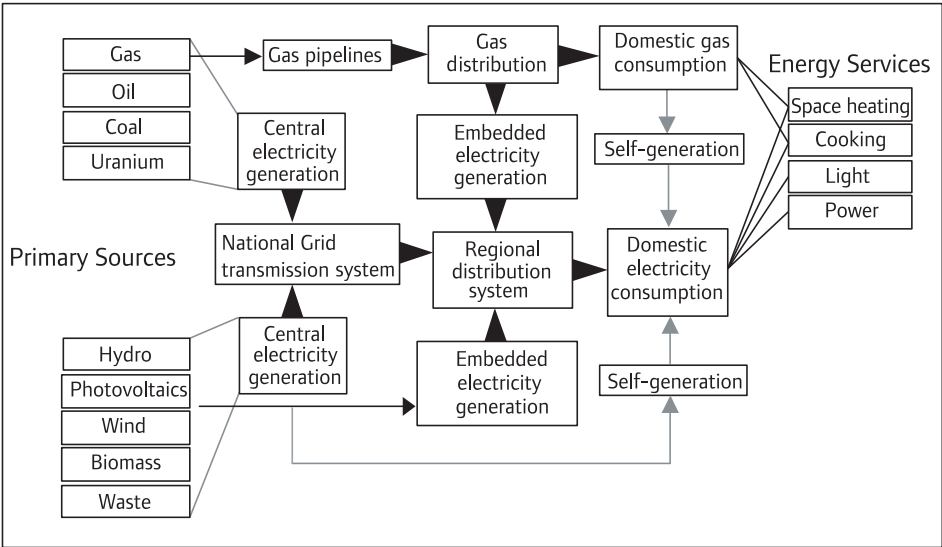 Gas
Oil
Coal
Uranium
Gas pipelines
Gas
distribution
Domestic gas
consumption
Energy Services
Space heating
Cooking
Light
Power
Central
electricity
generation
Embedded
electricity
generation
Self-generation
Primary Sources
National Grid
transmission system
Regional
distribution
system
Domestic
electricity
consumption
Hydro
Photovoltaics
Wind
Biomass
Waste
Central
electricity
generation
Embedded
electricity
generation
Self-generation